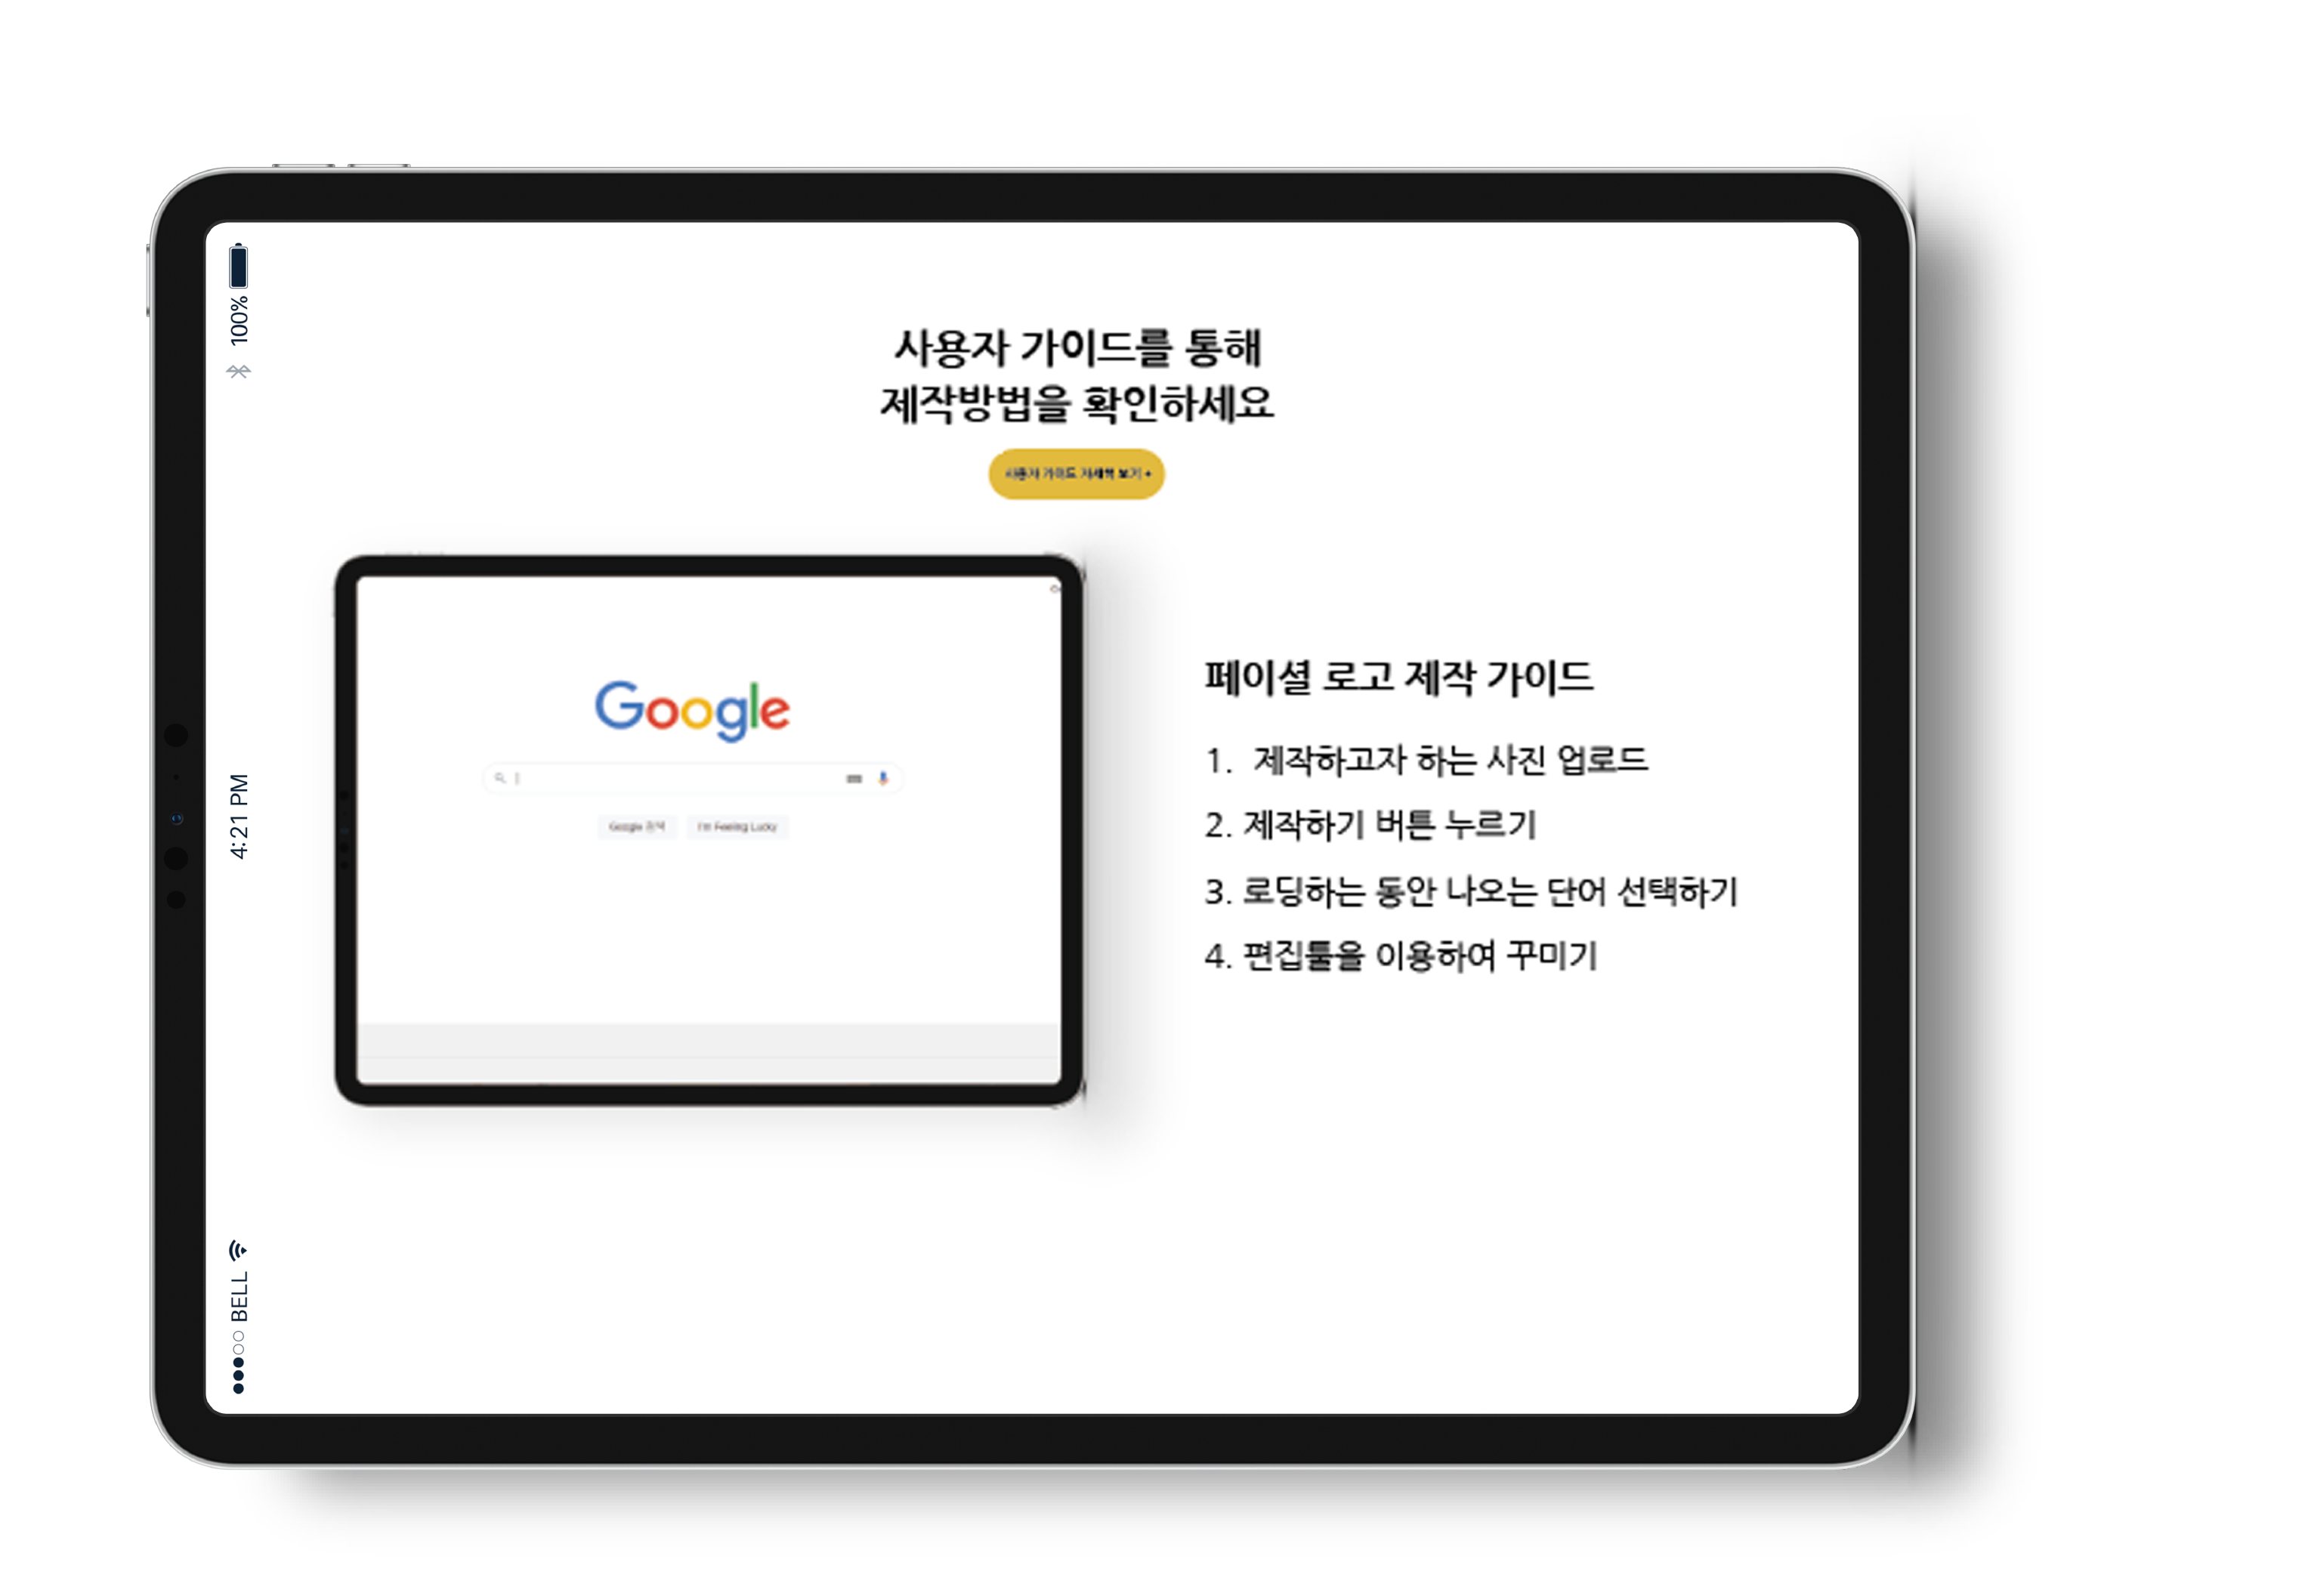 100%
4:21 PM
BELL
사용자 가이드를 통해
제작방법을 확인하세요
사용자 가이드 자세히 보기 +
Google
Google 검색
I'm Feeling Lucky
페이셜 로고 제작 가이드
1. 제작하고자 하는 사진 업로드
2. 제작하기 버튼 누르기
3. 로딩하는 동안 나오는 단어 선택하기
4. 편집툴을 이용하여 꾸미기